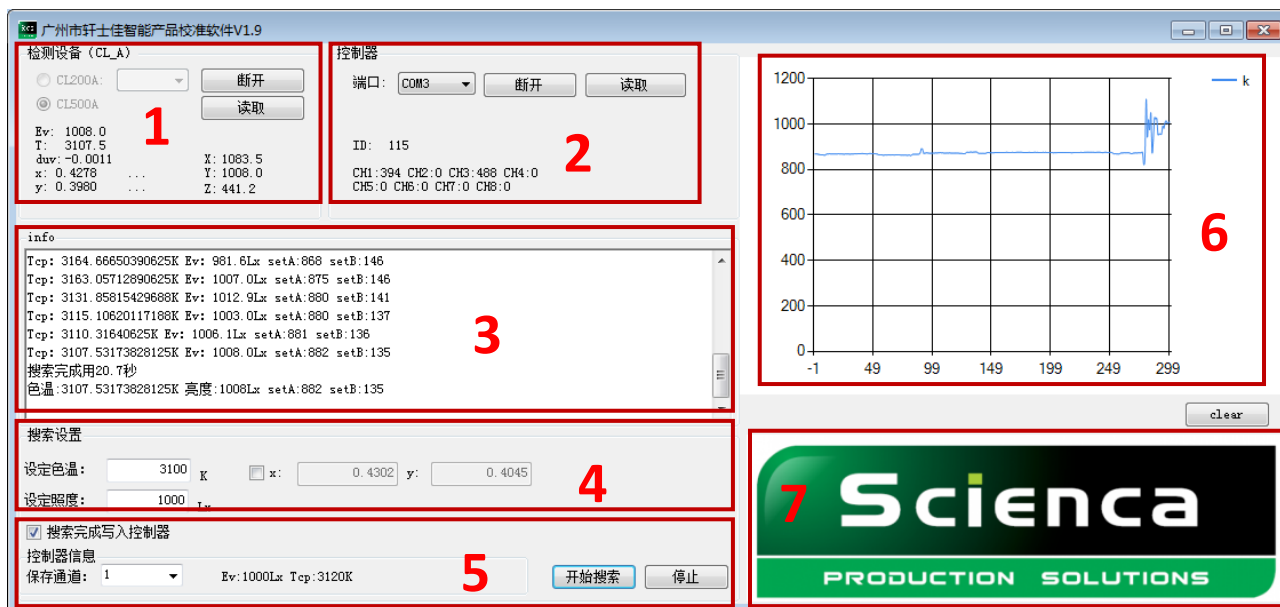 广州市轩士佳智能产品校准软件V1.9
检测设备（CL_A）
CL200A: 断开
CL500A 读取
1
Ev: 1008.0
T: 3107.5
duv:-0.0011 X: 1083.5
x: 0.4278 ... Y: 1008.0
y: 0.3980 ... Z: 441.2
控制器
端口: COM3 断开 读取
2
ID: 115
CH1:394 CH2:0 CH3:488 CH4:0
CH5:0 CH6:0 CH7:0 CH8:0
info
Tcp: 3164.66650390625K Ev: 981.6Lx setA:868 setB:146
Tcp: 3163.05712890625K Ev: 1007.0Lx setA:875 setB:146
Tcp: 3131.85815429688K Ev: 1012.9Lx setA:880 setB:141
Tcp: 3115.10620117188K Ev: 1003.0Lx setA:880 setB:137
Tcp: 3110.31640625K Ev: 1006.1Lx setA:881 setB:136
Tcp: 3107.53173828125K Ev: 1008.0Lx setA:882 setB:135
搜索完成用20.7秒
色温:3107.53173828125K 亮度:1008Lx setA:882 setB:135
3
搜索设置
设定色温: 3100 K x: 0.4302 y: 0.4045
设定照度: 1000 Lx
4
搜索完成写入控制器
控制器信息
保存通道: 1 Ev:1000Lx Tcp:3120K 开始搜索 停止
5
k
1200
1000
800
600
400
200
0
-1 49 99 149 199 249 299
6
clear
7
Scienca
PRODUCTION SOLUTIONS